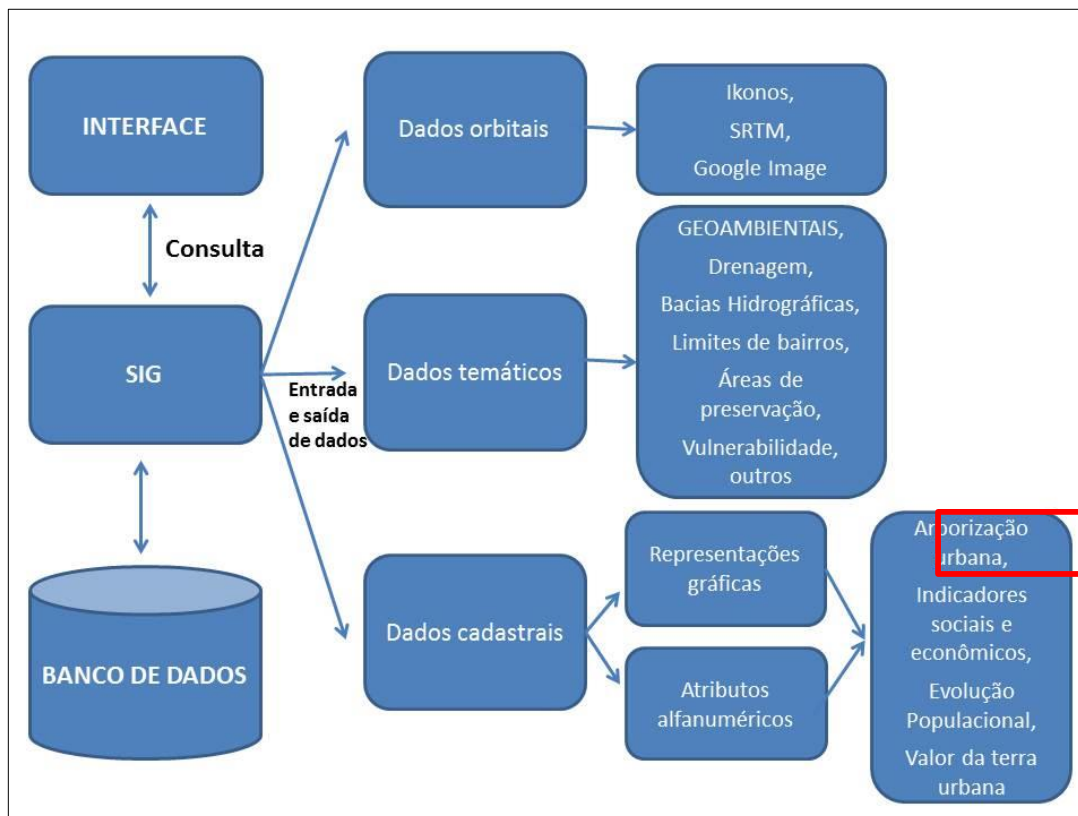 INTERFACE
Consulta
SIG
Entrada
e saída
de dados
BANCO DE DADOS
Dados orbitais
Ikonos,
SRTM,
Google Image
Dados temáticos
GEOAMBIENTAIS,
Drenagem,
Bacias Hidrográficas,
Limites de bairros,
Áreas de
preservação,
Vulnerabilidade,
outros
Dados cadastrais
Representações
gráficas
Atributos
alfanuméricos
Arborização
urbana,
Indicadores
sociais e
econômicos,
Evolução
Populacional,
Valor da terra
urbana